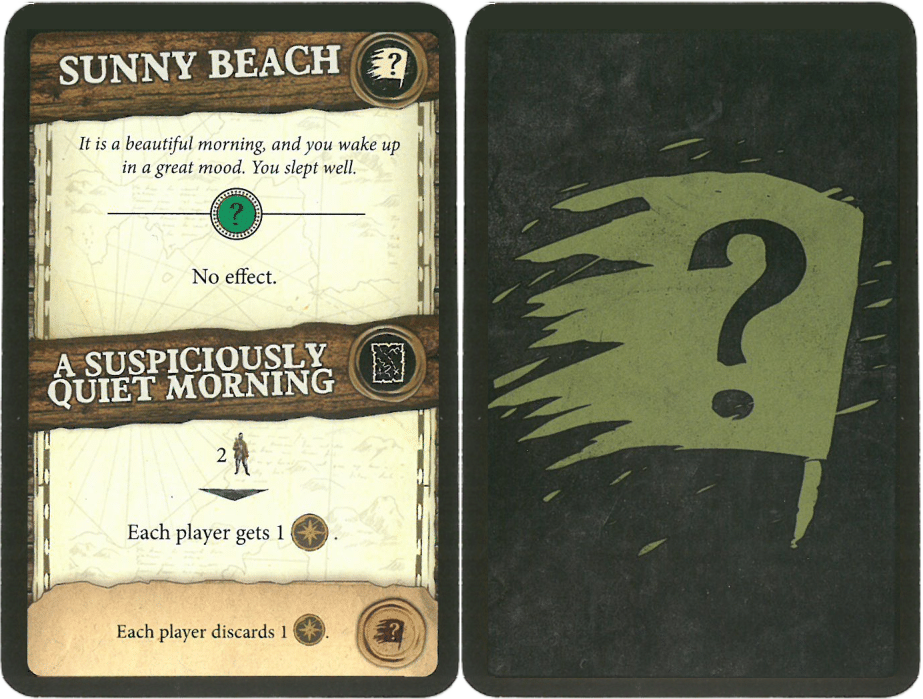 SUNNY BEACH
?
It is a beautiful morning, and you wake up
in a great mood. You slept well.
?
No effect.
A SUSPICIOUSLY
QUIET MORNING
2
Each player gets 1 .
Each player discards 1 .
?
?